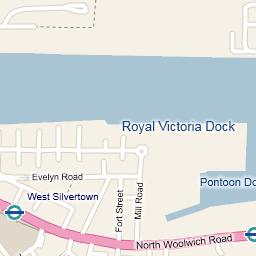 Royal Victoria Dock
Evelyn Road
Pontoon Do
West Silvertown
Fort Street
Mill Road
North Woolwich Road